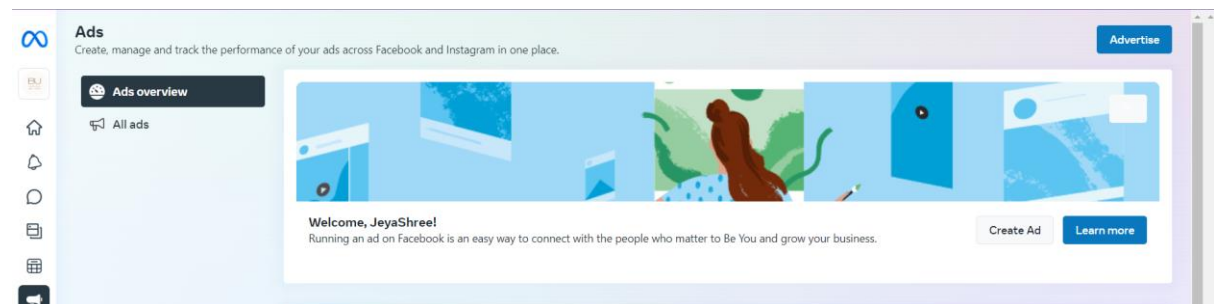 Ads
Create, manage and track the performance of your ads across Facebook and Instagram in one place.
Advertise
BU
Ads overview
All ads
Welcome, JeyaShree!
Running an ad on Facebook is an easy way to connect with the people who matter to Be You and grow your business.
Create Ad
Learn more